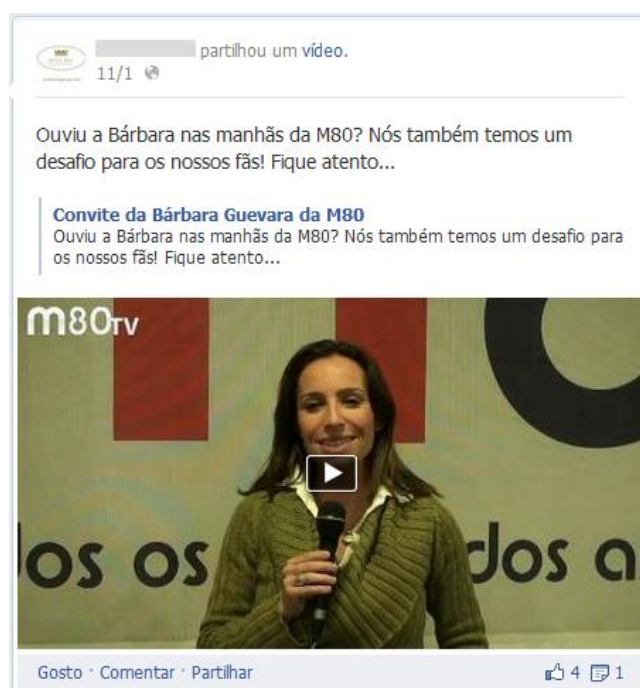 partilhou um vídeo.
11/1
Ouviu a Bárbara nas manhãs da M80? Nós também temos um
desafio para os nossos fãs! Fique atento...
Convite da Bárbara Guevara da M80
Ouviu a Bárbara nas manhãs da M80? Nós também temos um desafio para
os nossos fãs! Fique atento...
m80TV
dos os
dos a
Gosto · Comentar · Partilhar
4 1